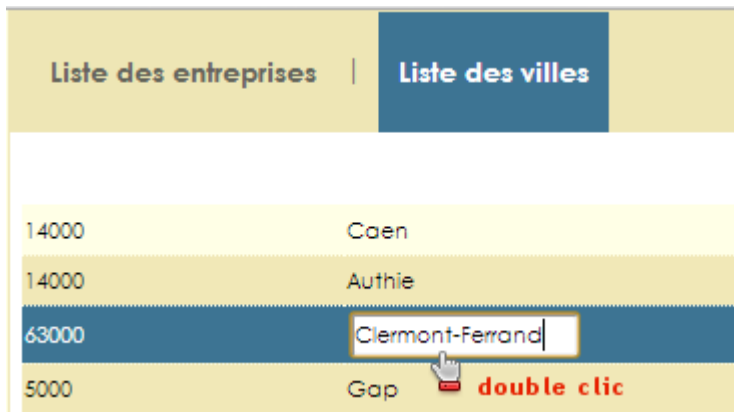 Liste des entreprises | Liste des villes
14000 Caen
14000 Authie
63000 Clermont-Ferrand
5000 Gap double clic